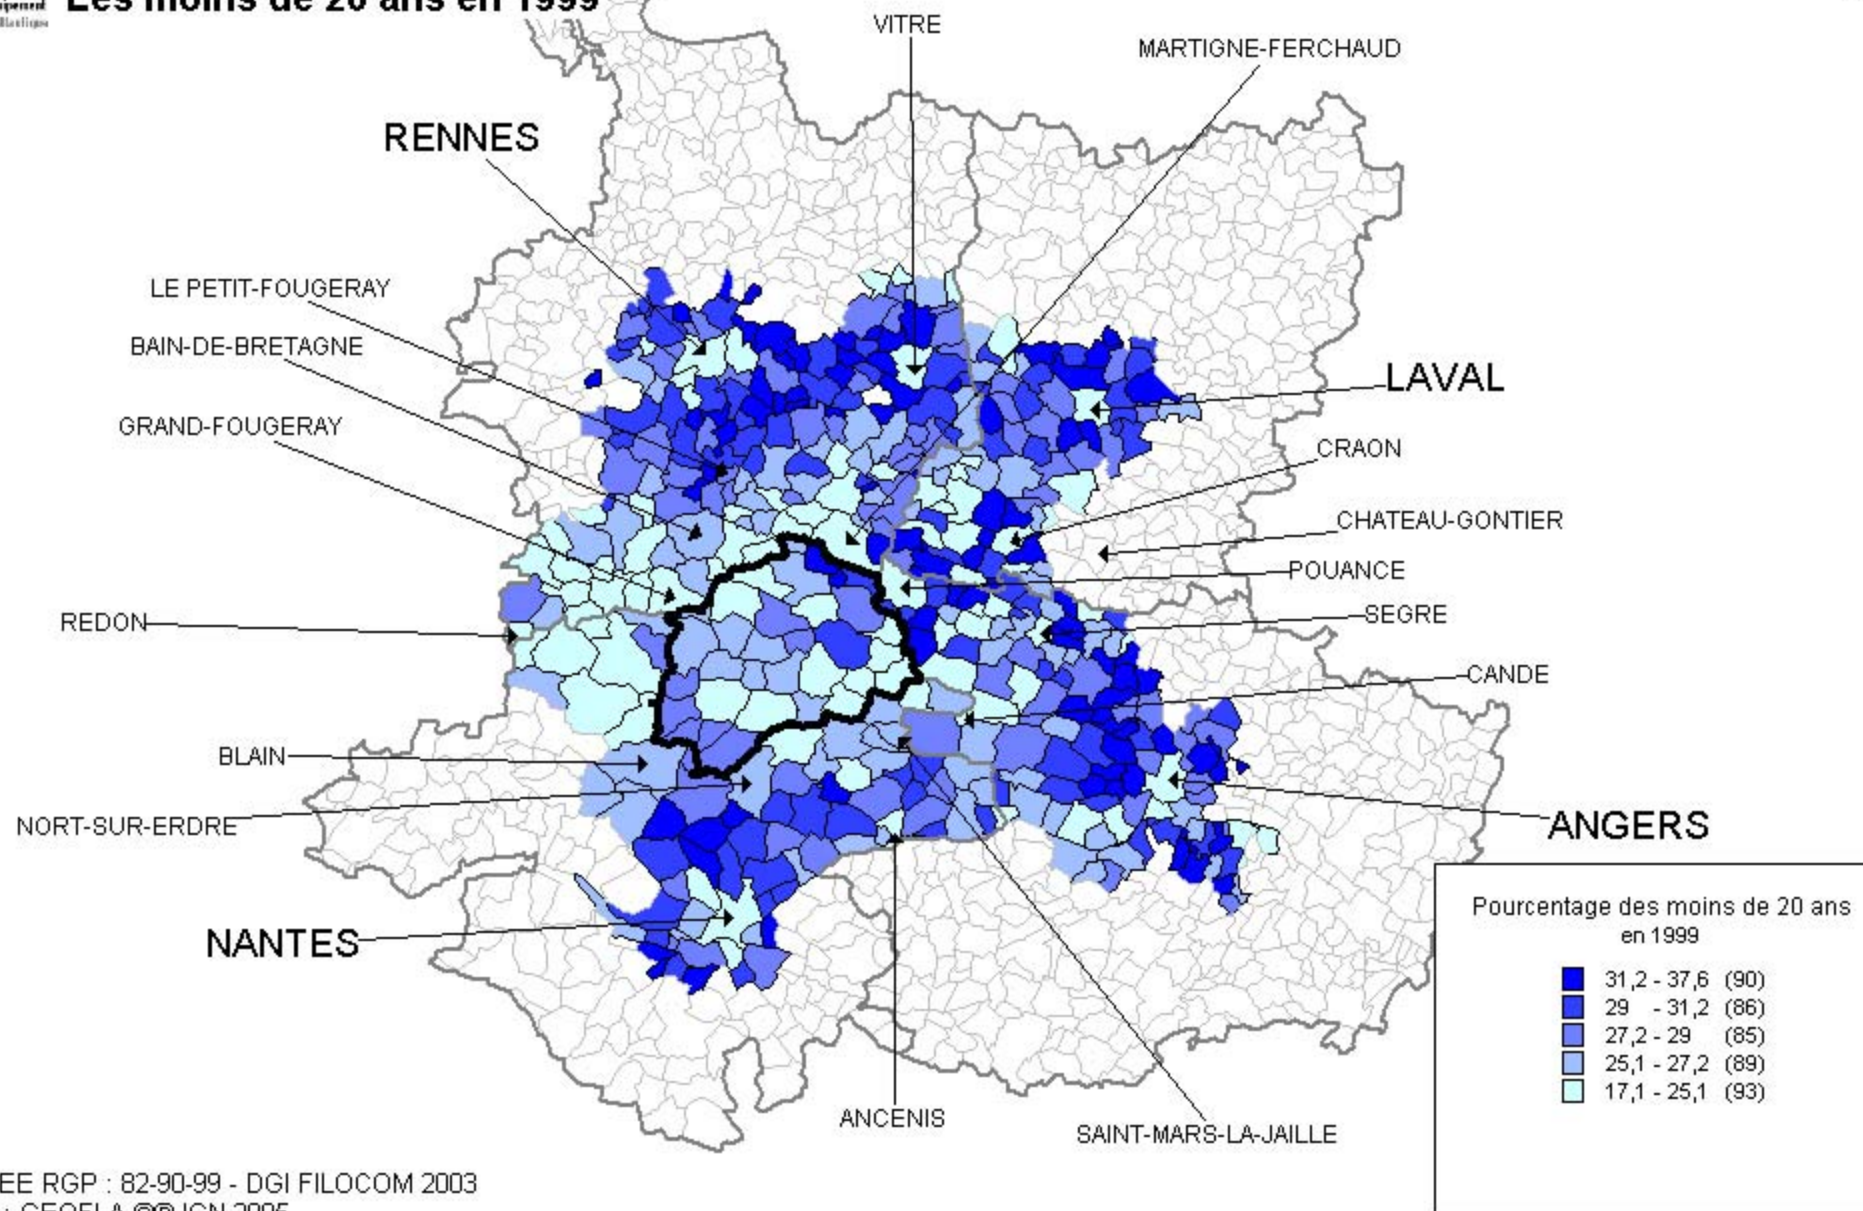 Les moins de 20 ans en 1999
VITRE
MARTIGNE-FERCHAUD
RENNES
LE PETIT-FOUGERAY
BAIN-DE-BRETAGNE
LAVAL
GRAND-FOUGERAY
CRAON
CHATEAU-GONTIER
POUANCE
SEGRE
REDON
CANDE
BLAIN
NORT-SUR-ERDRE
ANGERS
NANTES
Pourcentage des moins de 20 ans
en 1999
31,2 - 37,6 (90)
29 - 31,2 (86)
27,2 - 29 (85)
25,1 - 27,2 (89)
17,1 - 25,1 (93)
ANCENIS
SAINT-MARS-LA-JAILLE
EE RGP : 82-90-99 - DGI FILOCOM 2003